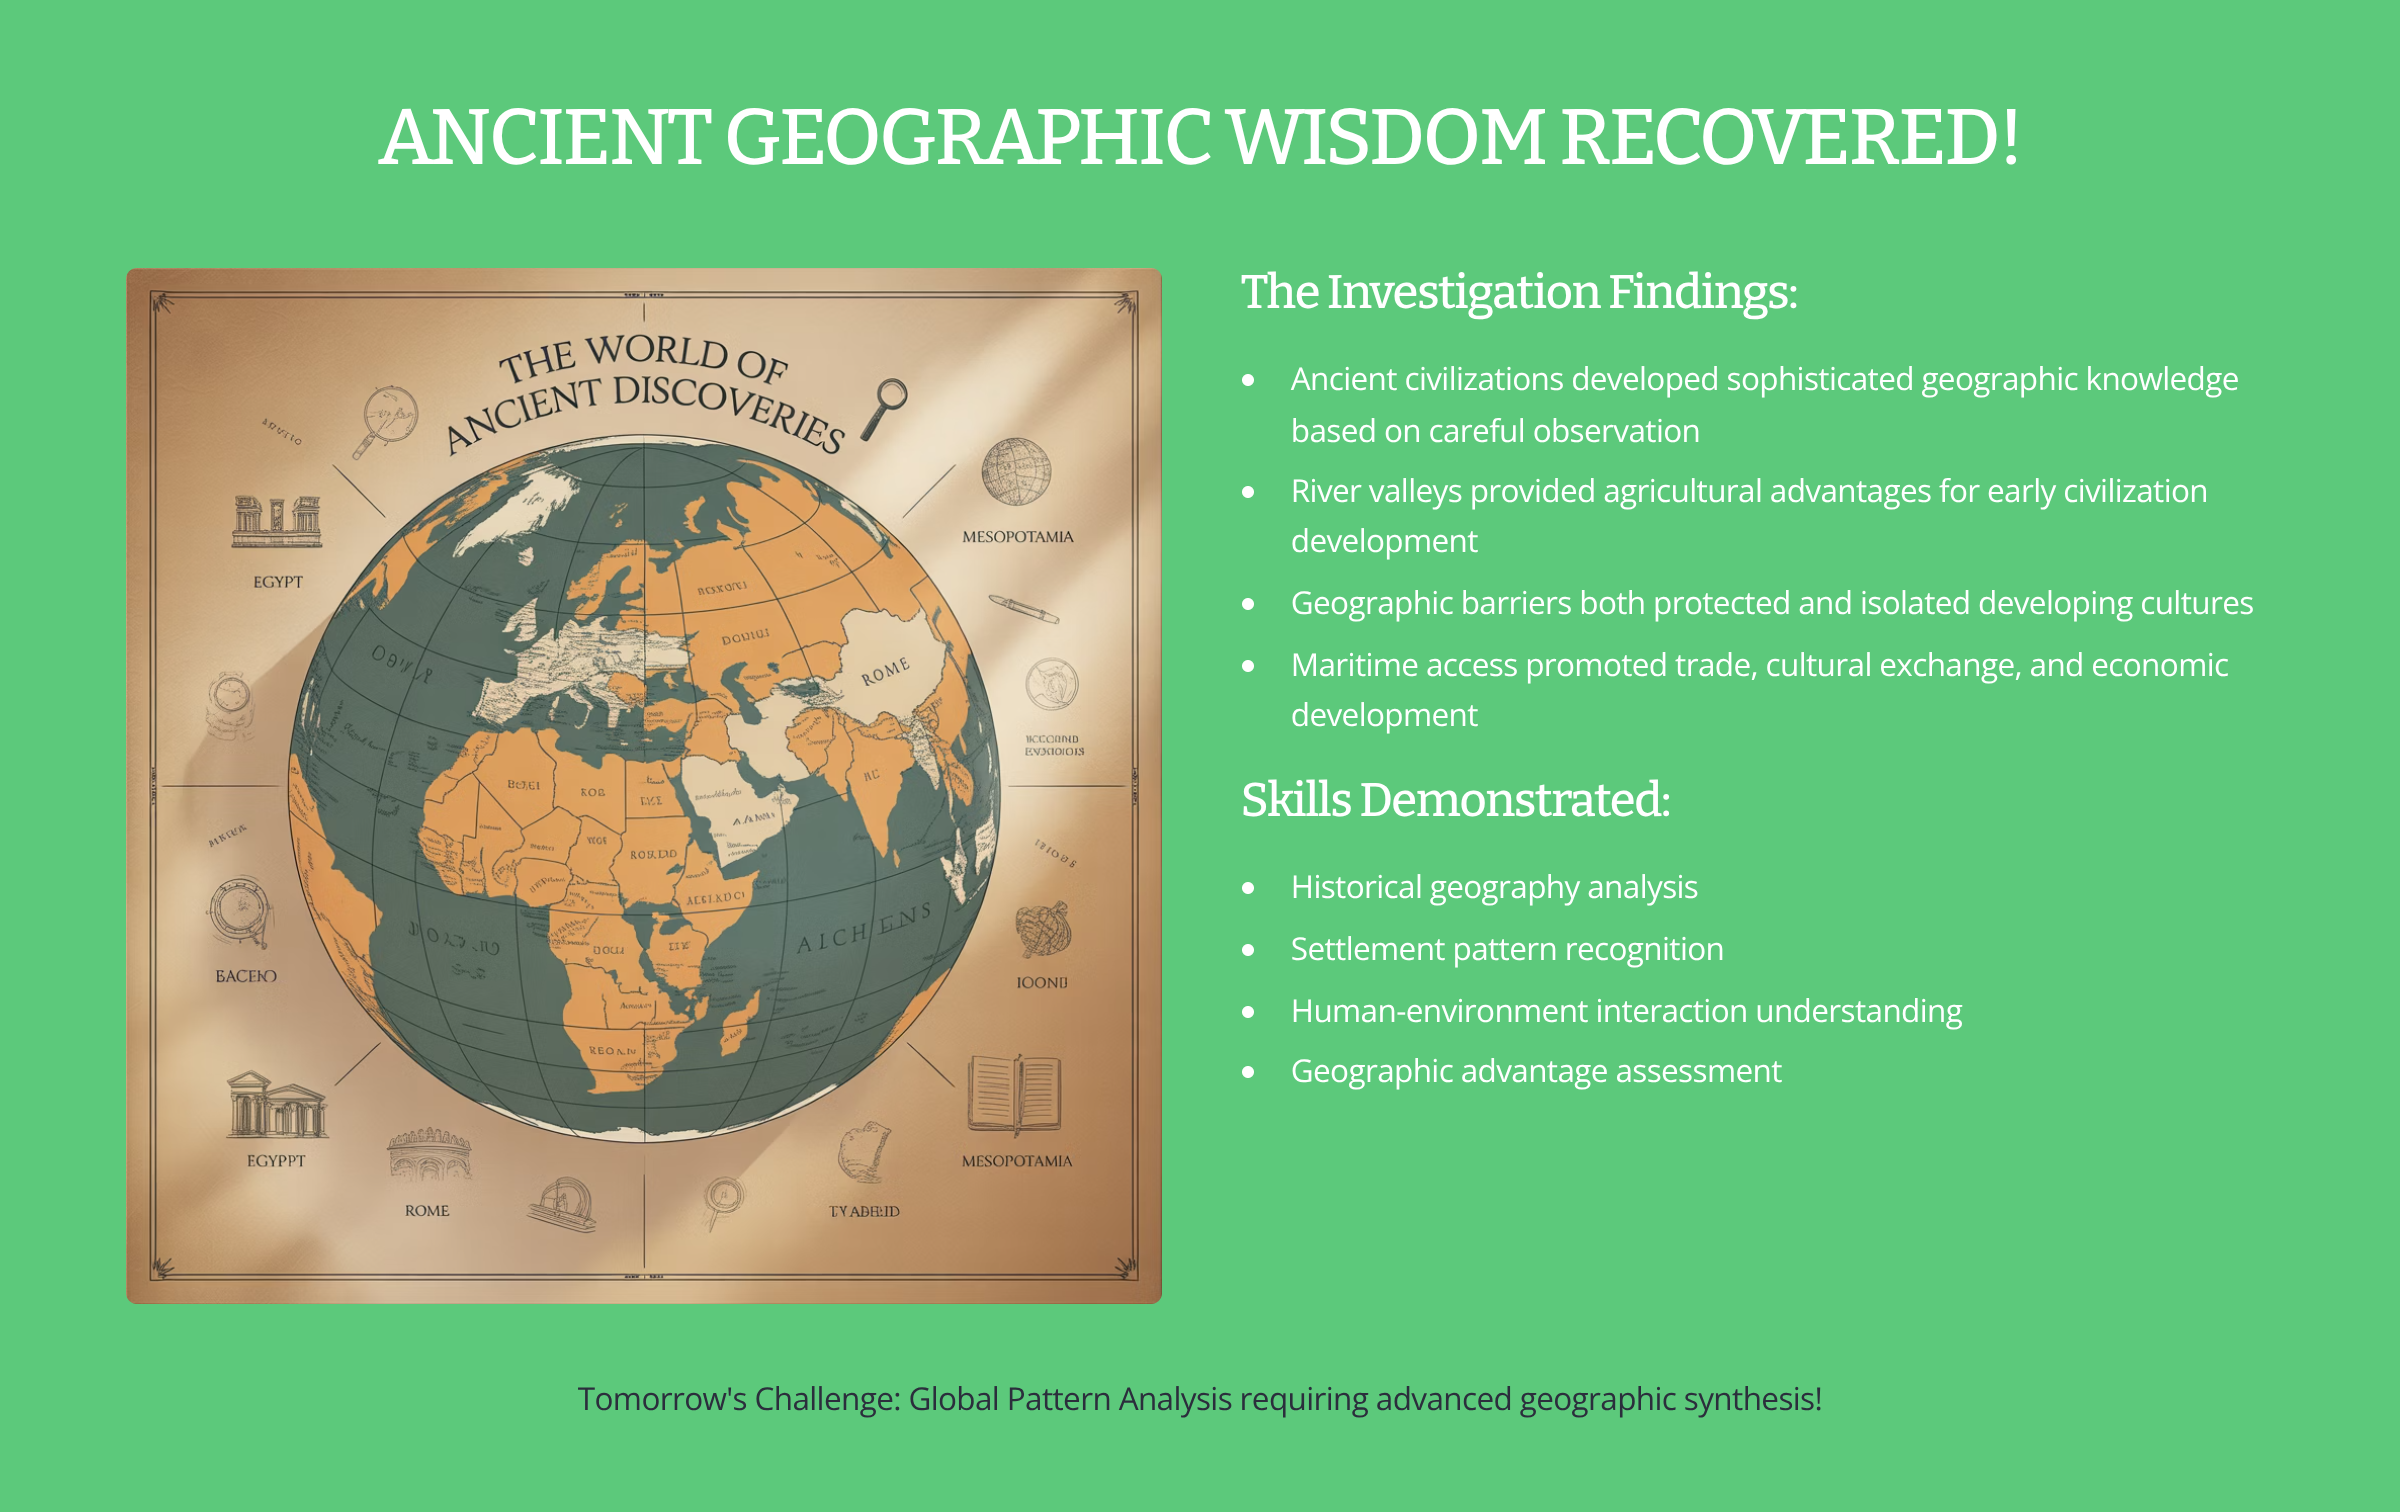 ANCIENT GEOGRAPHIC WISDOM RECOVERED!
THE WORLD OF
ANCIENT DISCOVERIES
EGYPT
MESOPOTAMIA
ROME
ALCHENS
BACEIO
IOONIJ
EGYPPT
MESOPOTAMIA
ROME
The Investigation Findings:
• Ancient civilizations developed sophisticated geographic knowledge
based on careful observation
• River valleys provided agricultural advantages for early civilization
development
• Geographic barriers both protected and isolated developing cultures
• Maritime access promoted trade, cultural exchange, and economic
development
Skills Demonstrated:
• Historical geography analysis
• Settlement pattern recognition
• Human-environment interaction understanding
• Geographic advantage assessment
Tomorrow's Challenge: Global Pattern Analysis requiring advanced geographic synthesis!